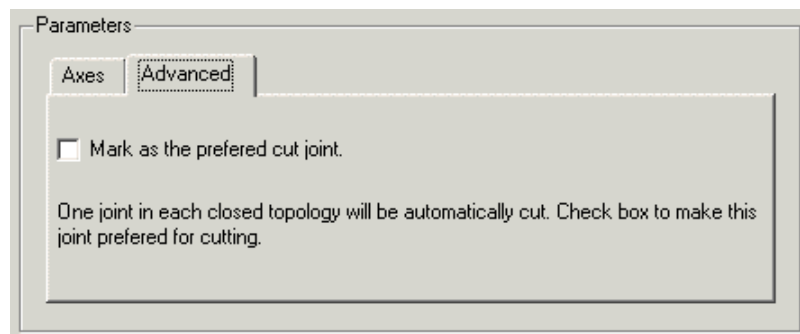 Parameters
Axes Advanced
Mark as the prefered cut joint.
One joint in each closed topology will be automatically cut. Check box to make this
joint prefered for cutting.